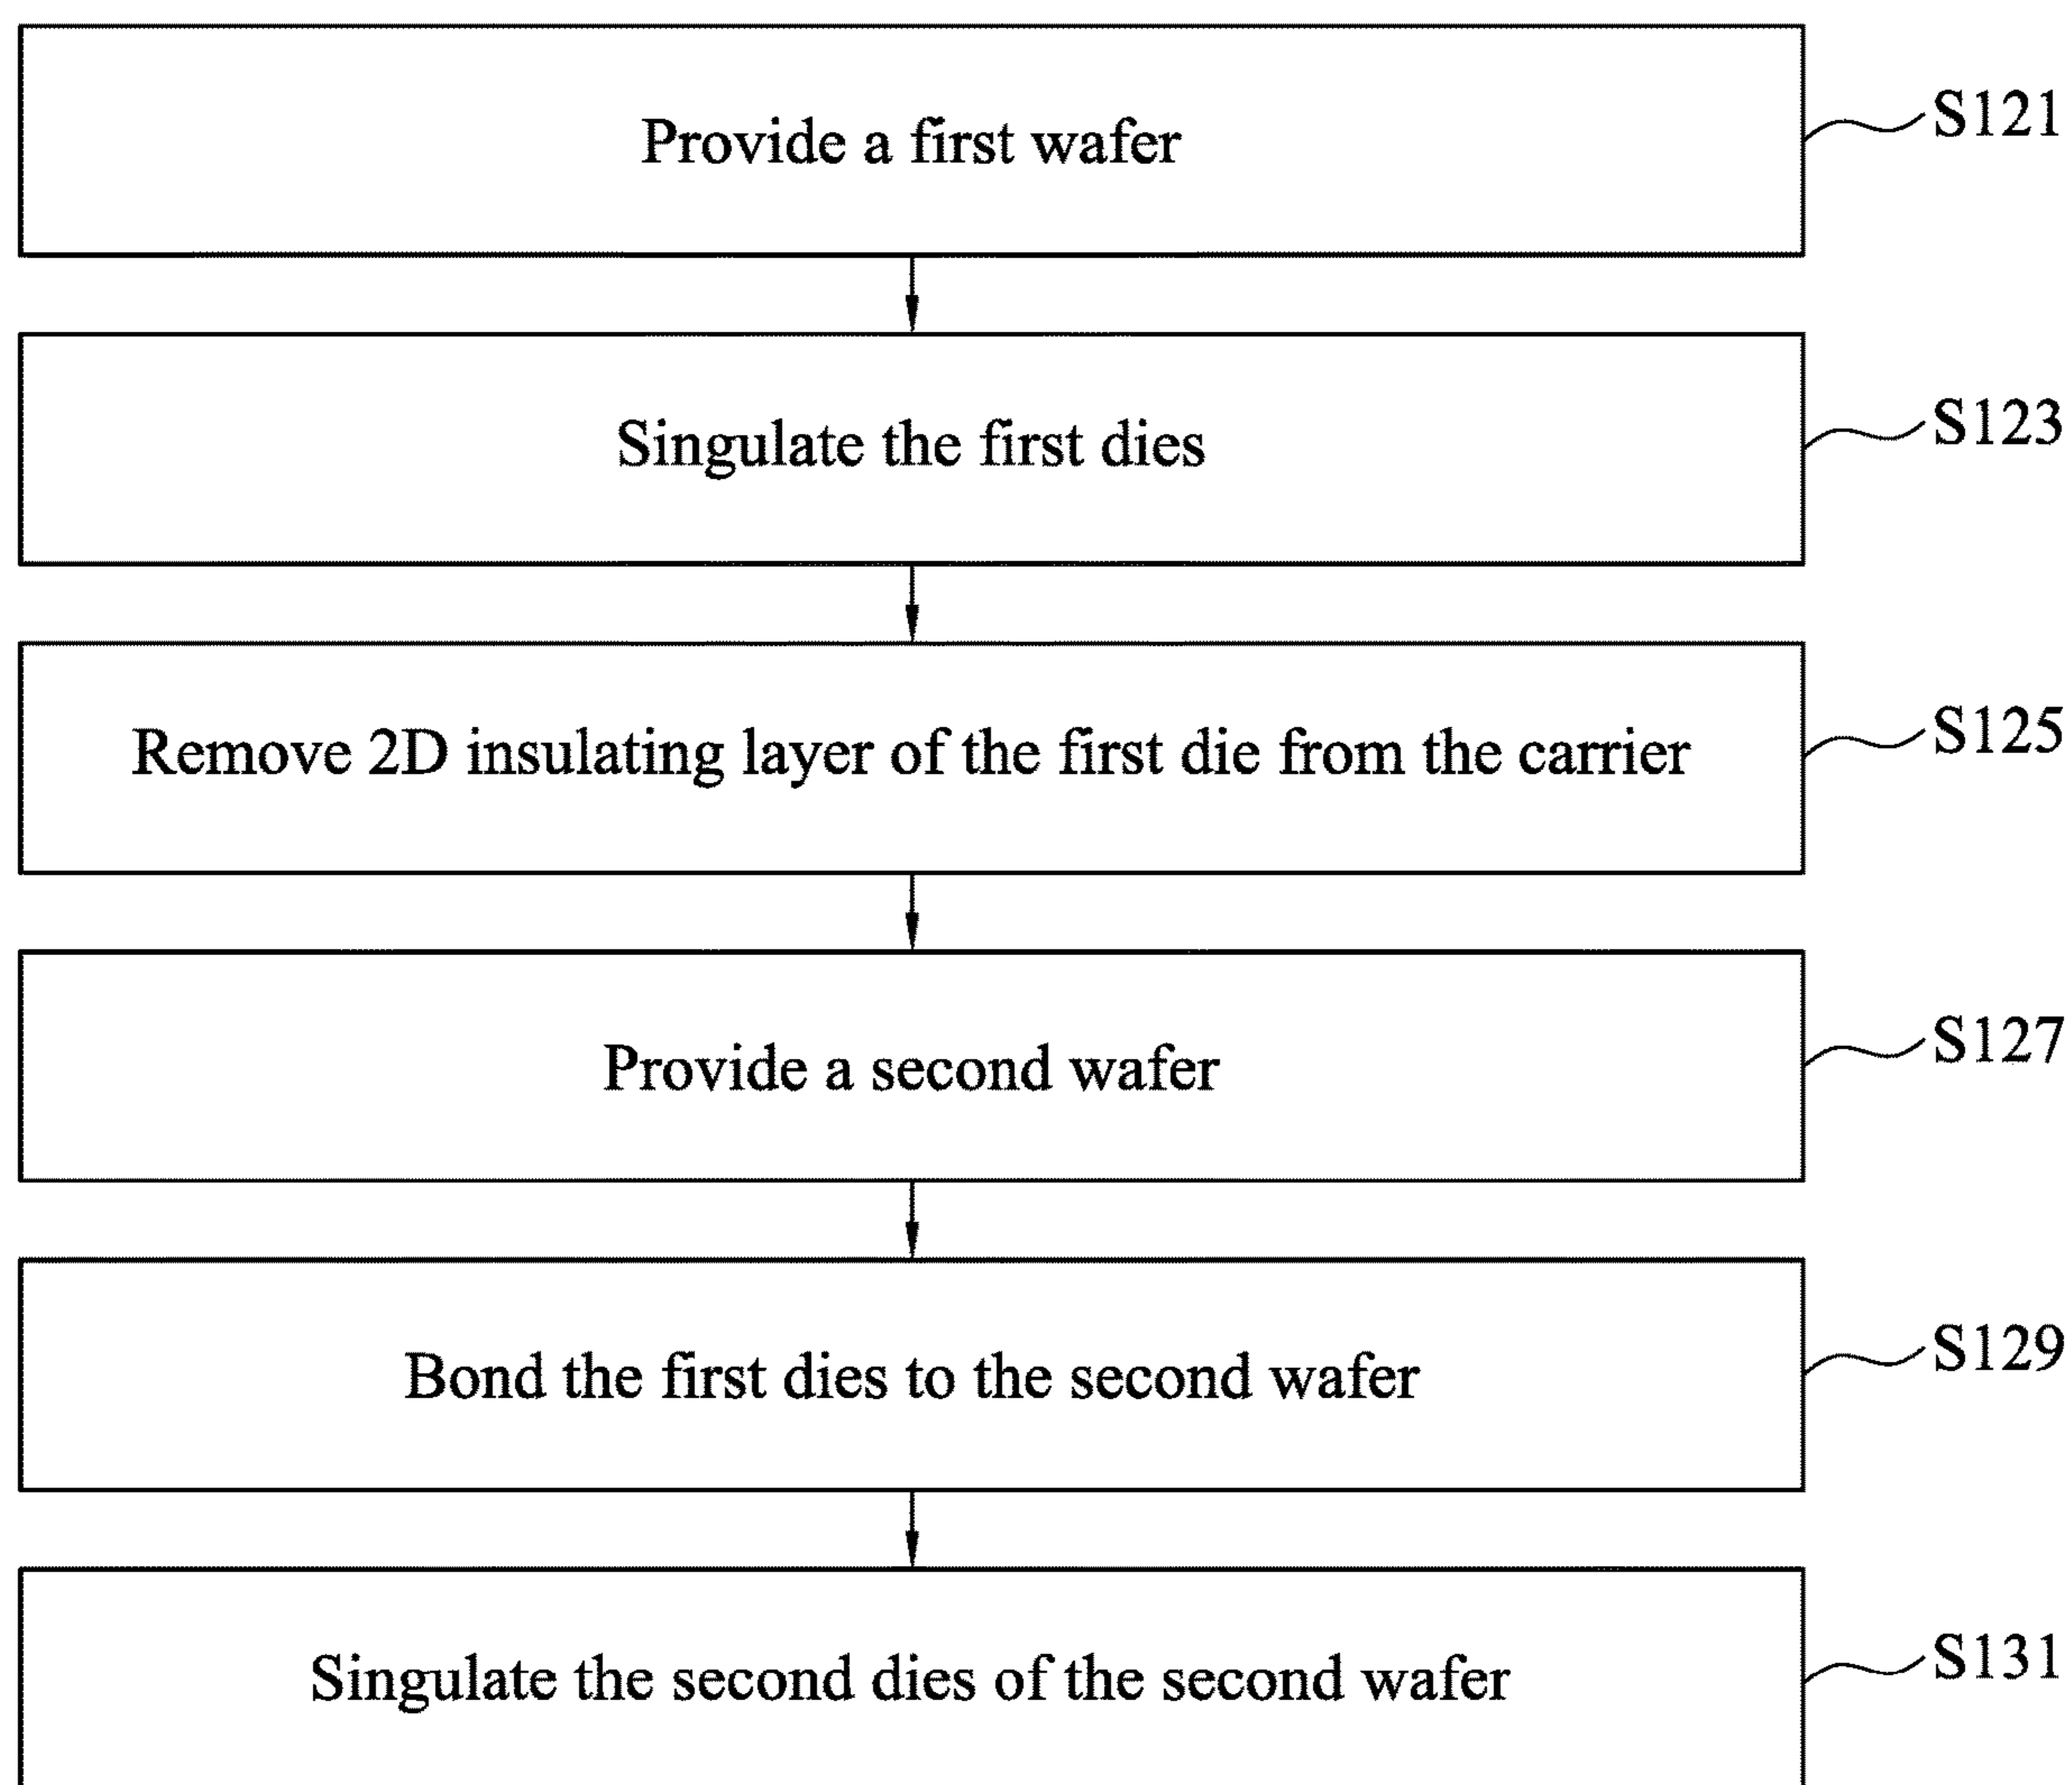 Provide a first wafer
S121
Singulate the first dies
S123
Remove 2D insulating layer of the first die from the carrier
S125
Provide a second wafer
S127
Bond the first dies to the second wafer
S129
Singulate the second dies of the second wafer
S131